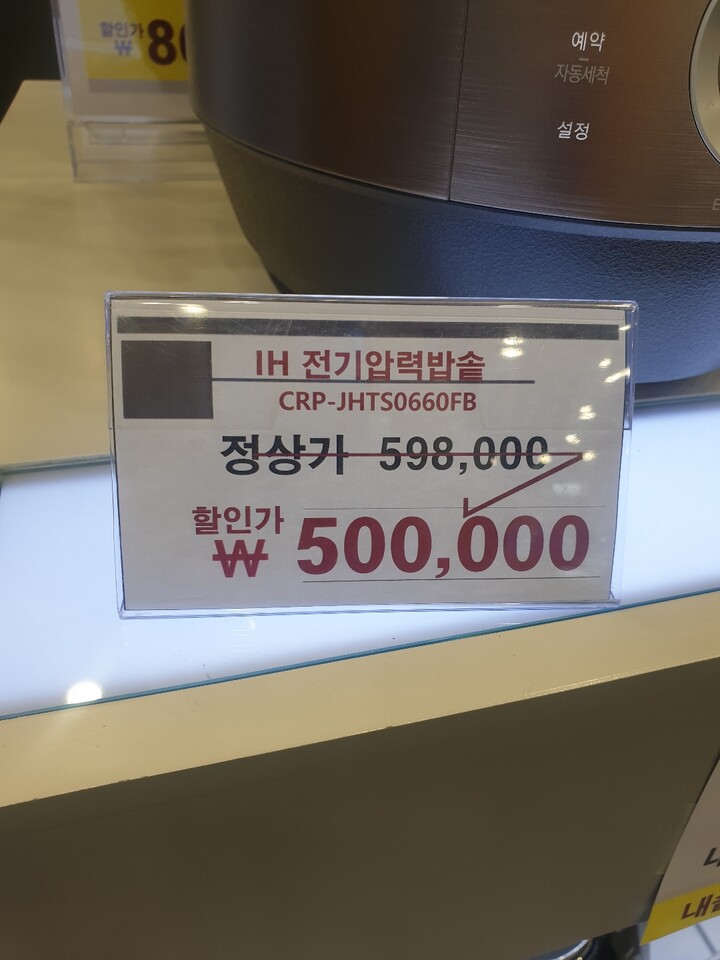 할인가
₩ 8
예약
자동세척
설정
IH 전기압력밥솥
CRP-JHTS0660FB
정상가 598,000
할인가
₩ 500,000